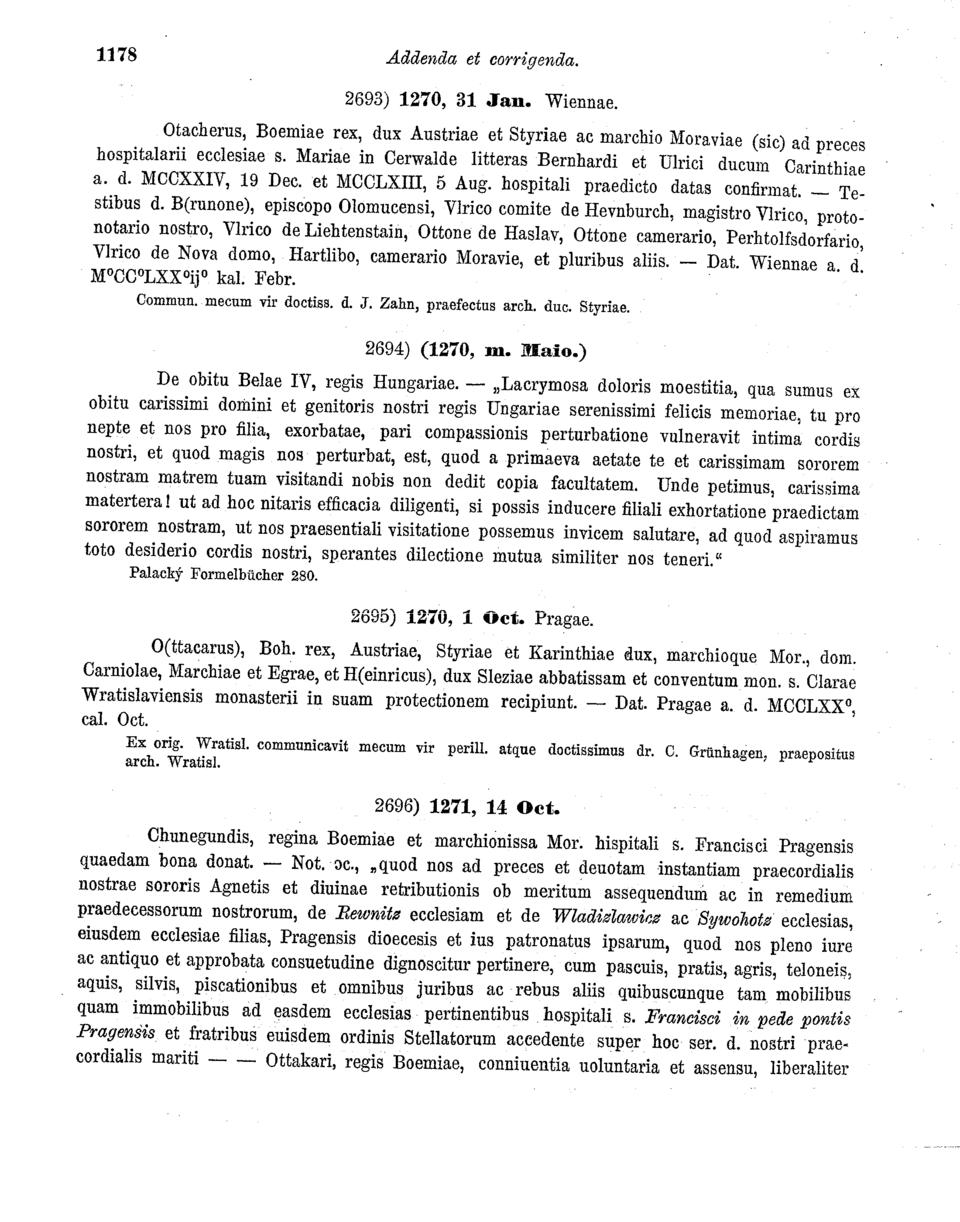 1178
Addenda et corrigenda.
2693) 1270, 31 Jan. Wiennae.
Otacherus, Boemiae rex, dux Austriae et Styriae ac marchio Moraviae (sic) ad preces
hospitalarii ecclesiae s. Mariae in Cerwalde litteras Bernhardi et Ulrici ducum Carinthiae
a. d. MCCXXIV, 19 Dec. et MCCLXIII, 5 Aug. hospitali praedicto datas confirmat. — Te-
stibus d. B(runone), episcopo Olomucensi, Vlrico comite de Hevnburch, magistro Vlrico, proto-
notario nostro, Vlrico de Liehtenstain, Ottone de Haslav, Ottone camerario, Perhtolfsdorfario,
Vlrico de Nova domo, Hartlibo, camerario Moravie, et pluribus aliis. — Dat. Wiennae a. d.
M⁰CC⁰LXX⁰ij⁰ kal. Febr.
Commun. mecum vir doctiss. d. J. Zahn, praefectus arch. duc. Styriae.
2694) (1270, m. Maio.)
De obitu Belae IV, regis Hungariae. — „Lacrymosa doloris moestitia, qua sumus ex
obitu carissimi domini et genitoris nostri regis Ungariae serenissimi felicis memoriae, tu pro
nepte et nos pro filia, exorbatae, pari compassionis perturbatione vulneravit intima cordis
nostri, et quod magis nos perturbat, est, quod a primaeva aetate te et carissimam sororem
nostram matrem tuam visitandi nobis non dedit copia facultatem. Unde petimus, carissima
matertera! ut ad hoc nitaris efficacia diligenti, si possis inducere filiali exhortatione praedictam
sororem nostram, ut nos praesentiali visitatione possemus invicem salutare, ad quod aspiramus
toto desiderio cordis nostri, sperantes dilectione mutua similiter nos teneri.“
Palacký Formelbücher 280.
2695) 1270, 1 Oct. Pragae.
O(ttacarus), Boh. rex, Austriae, Styriae et Karinthiae dux, marchioque Mor., dom.
Carniolae, Marchiae et Egrae, et H(einricus), dux Sleziae abbatissam et conventum mon. s. Clarae
Wratislaviensis monasterii in suam protectionem recipiunt. — Dat. Pragae a. d. MCCLXX⁰,
cal. Oct.
Ex orig. Wratisl. communicavit mecum vir perill. atque doctissimus dr. C. Grünhagen, praepositus
arch. Wratisl.
2696) 1271, 14 Oct.
Chunegundis, regina Boemiae et marchionissa Mor. hispitali s. Francisci Pragensis
quaedam bona donat. — Not. ɔc., „quod nos ad preces et deuotam instantiam praecordialis
nostrae sororis Agnetis et diuinae retributionis ob meritum assequendum ac in remedium
praedecessorum nostrorum, de Rewnitz ecclesiam et de Wladizlawicz ac Sywohotz ecclesias,
eiusdem ecclesiae filias, Pragensis dioecesis et ius patronatus ipsarum, quod nos pleno iure
ac antiquo et approbata consuetudine dignoscitur pertinere, cum pascuis, pratis, agris, teloneis,
aquis, silvis, piscationibus et omnibus juribus ac rebus aliis quibuscunque tam mobilibus
quam immobilibus ad easdem ecclesias pertinentibus hospitali s. Francisci in pede pontis
Pragensis et fratribus euisdem ordinis Stellatorum accedente super hoc ser. d. nostri prae-
cordialis mariti — — Ottakari, regis Boemiae, conniuentia uoluntaria et assensu, liberaliter